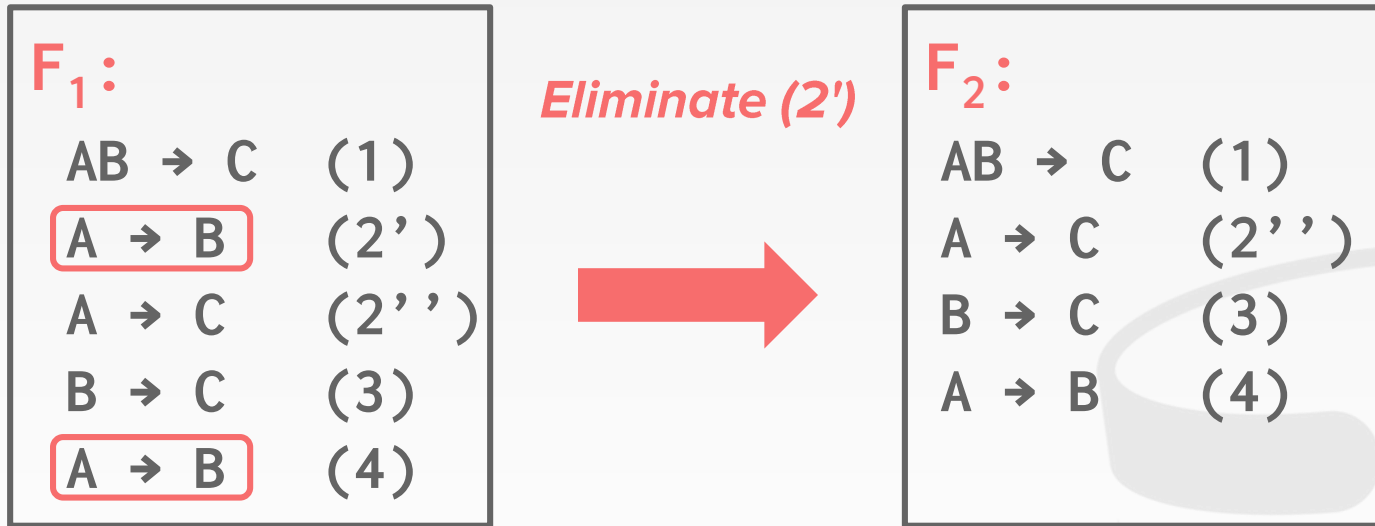 F₁:
AB → C (1)
A → B (2’)
A → C (2’’)
B → C (3)
A → B (4)
Eliminate (2')
F₂:
AB → C (1)
A → C (2’’)
B → C (3)
A → B (4)